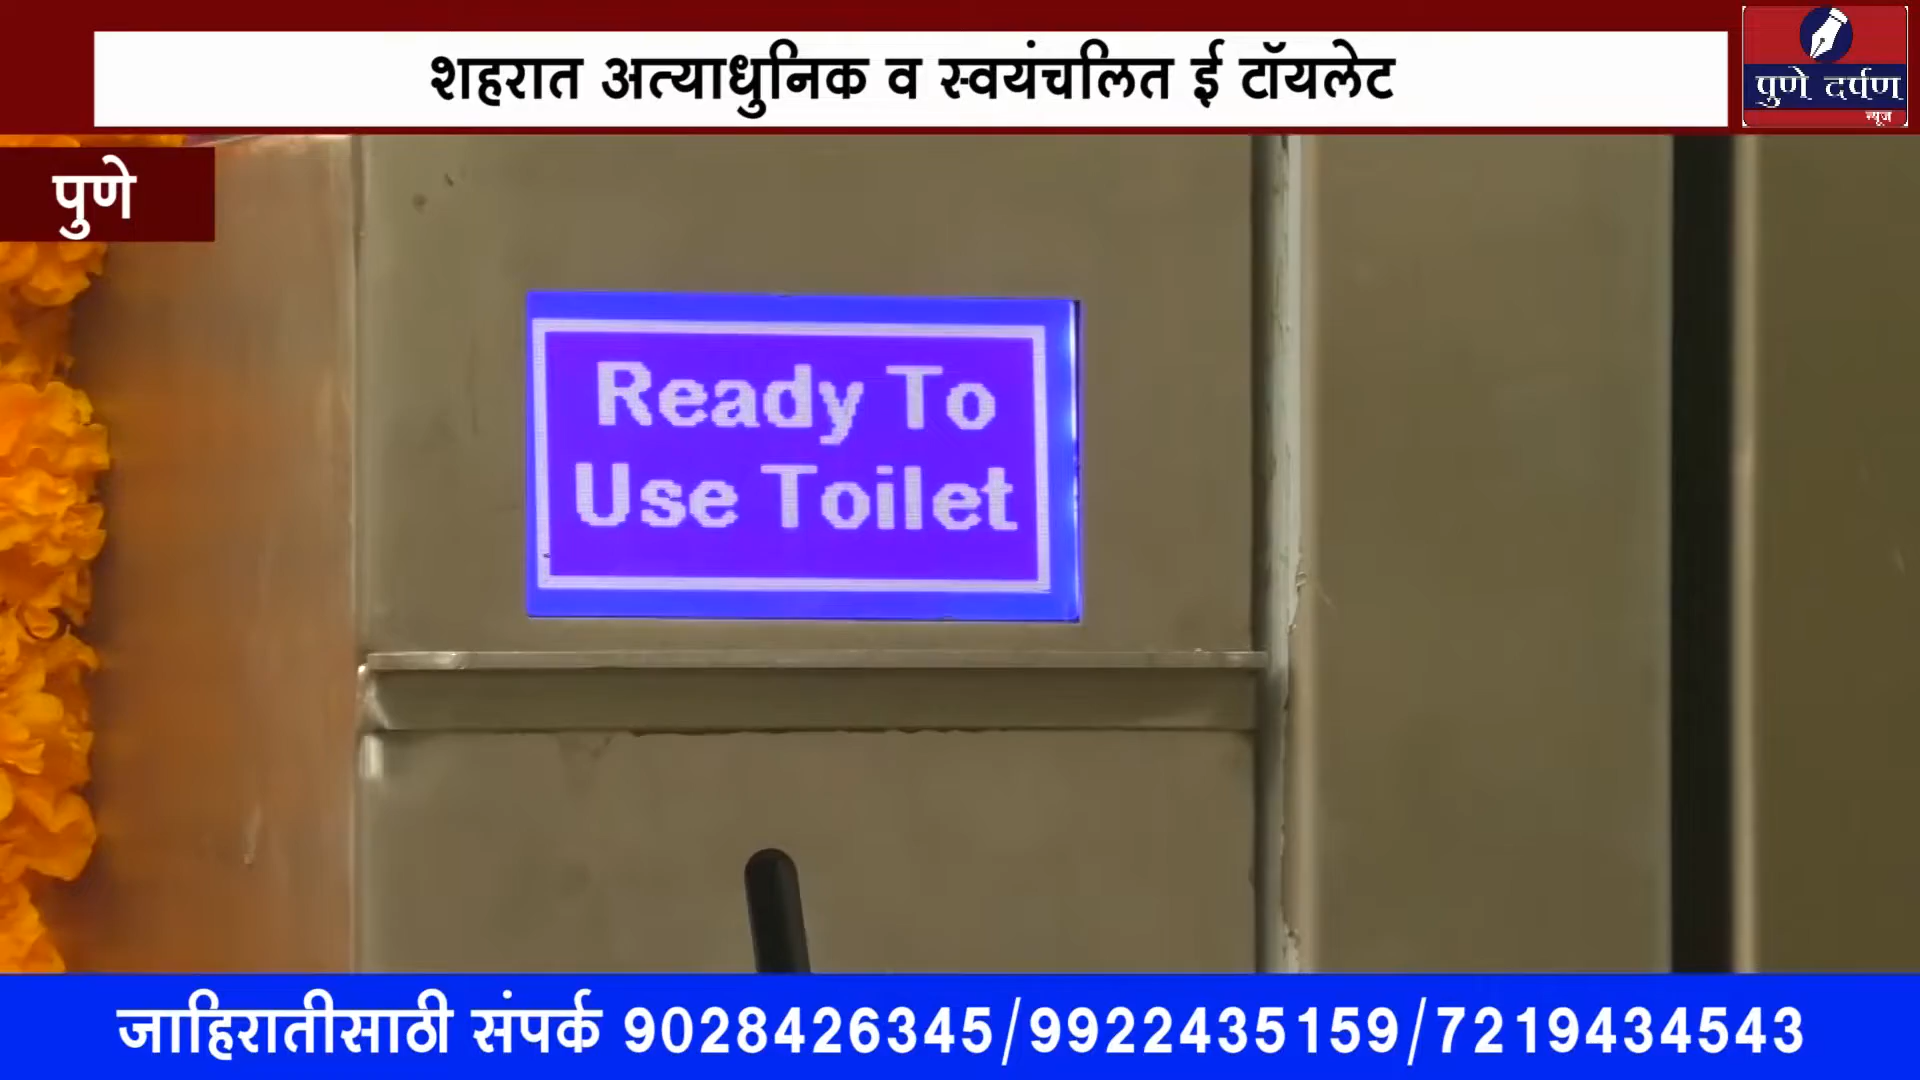 शहरात अत्याधुनिक व स्वयंचलित ई टॉयलेट
पुणे दर्पण
न्यूज
पुणे
Ready To
Use Toilet
जाहिरातीसाठी संपर्क 9028426345/9922435159/7219434543